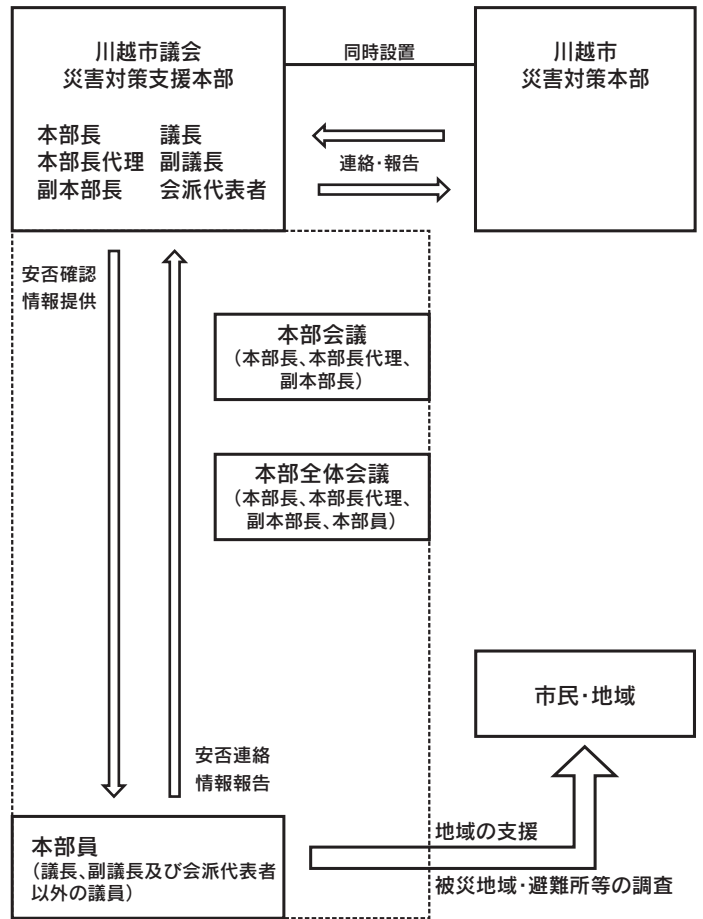 川越市議会
災害対策支援本部
本部長　議長
本部長代理　副議長
副本部長　会派代表者
同時設置
川越市
災害対策本部
連絡・報告
安否確認
情報提供
本部会議
（本部長、本部長代理、
副本部長）
本部全体会議
（本部長、本部長代理、
副本部長、本部員）
市民・地域
安否連絡
情報報告
本部員
（議長、副議長及び会派代表者
以外の議員）
地域の支援
被災地域・避難所等の調査